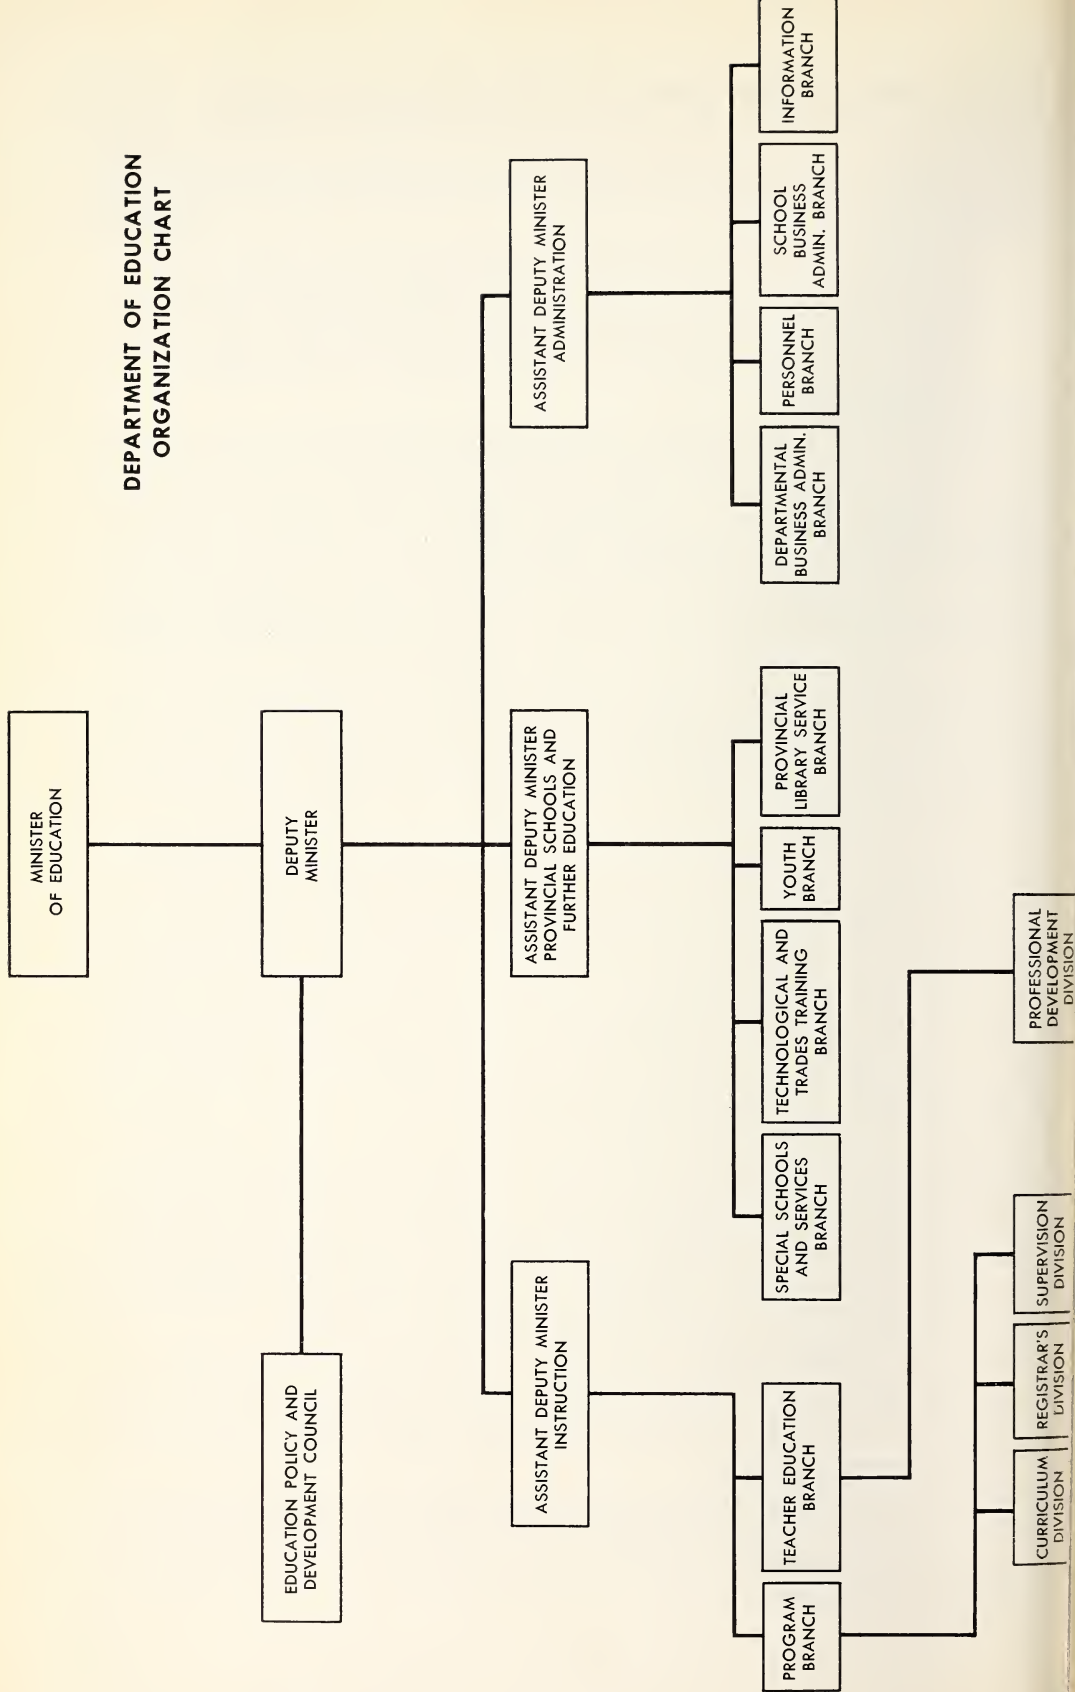 DEPARTMENT OF EDUCATION
ORGANIZATION CHART
MINISTER
OF EDUCATION
EDUCATION POLICY AND
DEVELOPMENT COUNCIL
DEPUTY
MINISTER
ASSISTANT DEPUTY MINISTER
INSTRUCTION
ASSISTANT DEPUTY MINISTER
PROVINCIAL SCHOOLS AND
FURTHER EDUCATION
ASSISTANT DEPUTY MINISTER
ADMINISTRATION
PROGRAM
BRANCH
TEACHER EDUCATION
BRANCH
SPECIAL SCHOOLS
AND SERVICES
BRANCH
TECHNOLOGICAL AND
TRADES TRAINING
BRANCH
YOUTH
BRANCH
PROVINCIAL
LIBRARY SERVICE
BRANCH
DEPARTMENTAL
BUSINESS ADMIN.
BRANCH
PERSONNEL
BRANCH
SCHOOL
BUSINESS
ADMIN. BRANCH
INFORMATION
BRANCH
CURRICULUM
DIVISION
REGISTRAR'S
DIVISION
SUPERVISION
DIVISION
PROFESSIONAL
DEVELOPMENT
DIVISION